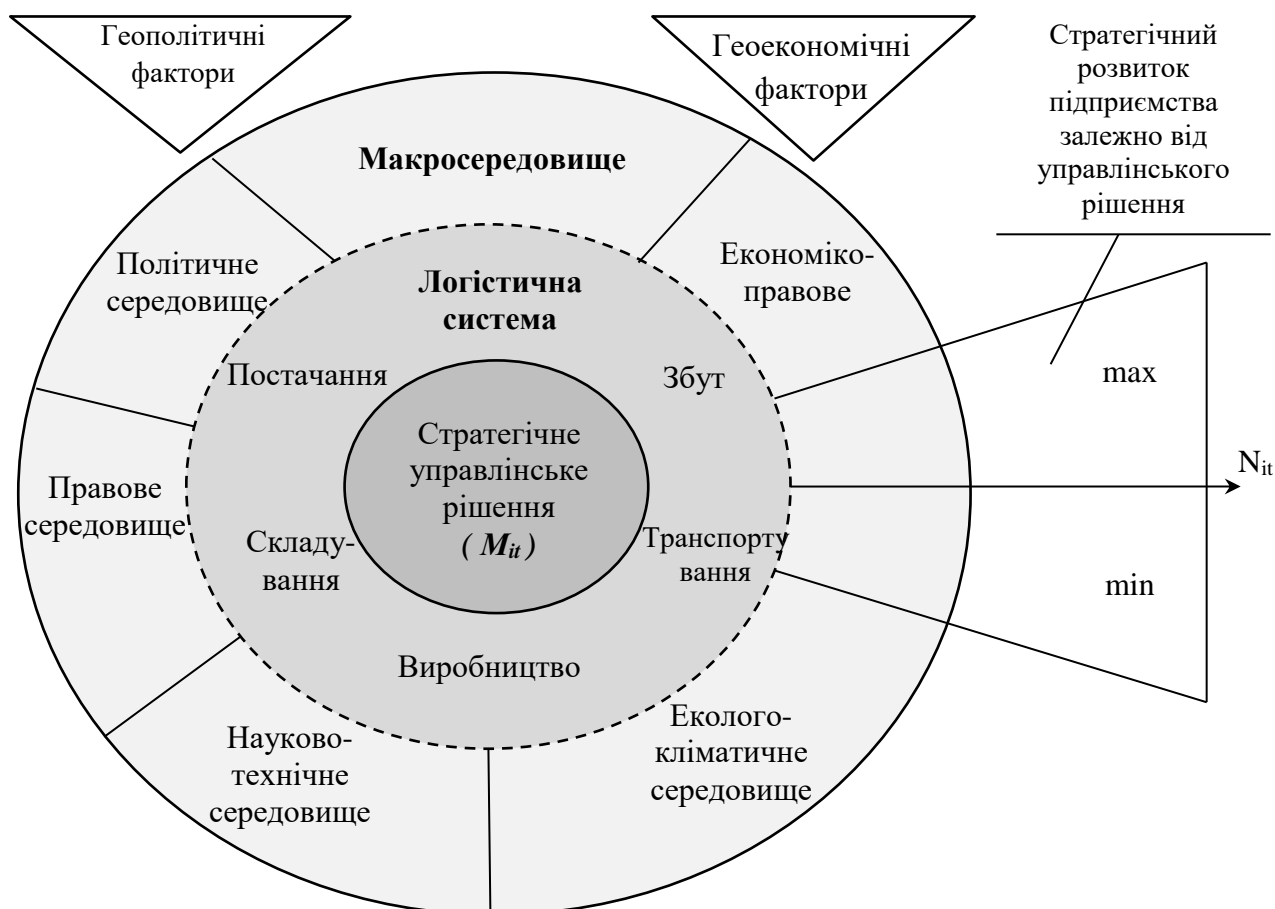 Геополітичні
фактори
Геоекономічні
фактори
Стратегічний
розвиток
підприємства
залежно від
управлінського
рішення
Макросередовище
Політичне
середовище
Економіко-
правове
Логістична
система
Постачання
Збут
max
Стратегічне
управлінське
рішення
( Mit )
Nit
Правове
середовище
Складу-
вання
Транспорту
вання
min
Виробництво
Науково-
технічне
середовище
Еколого-
кліматичне
середовище